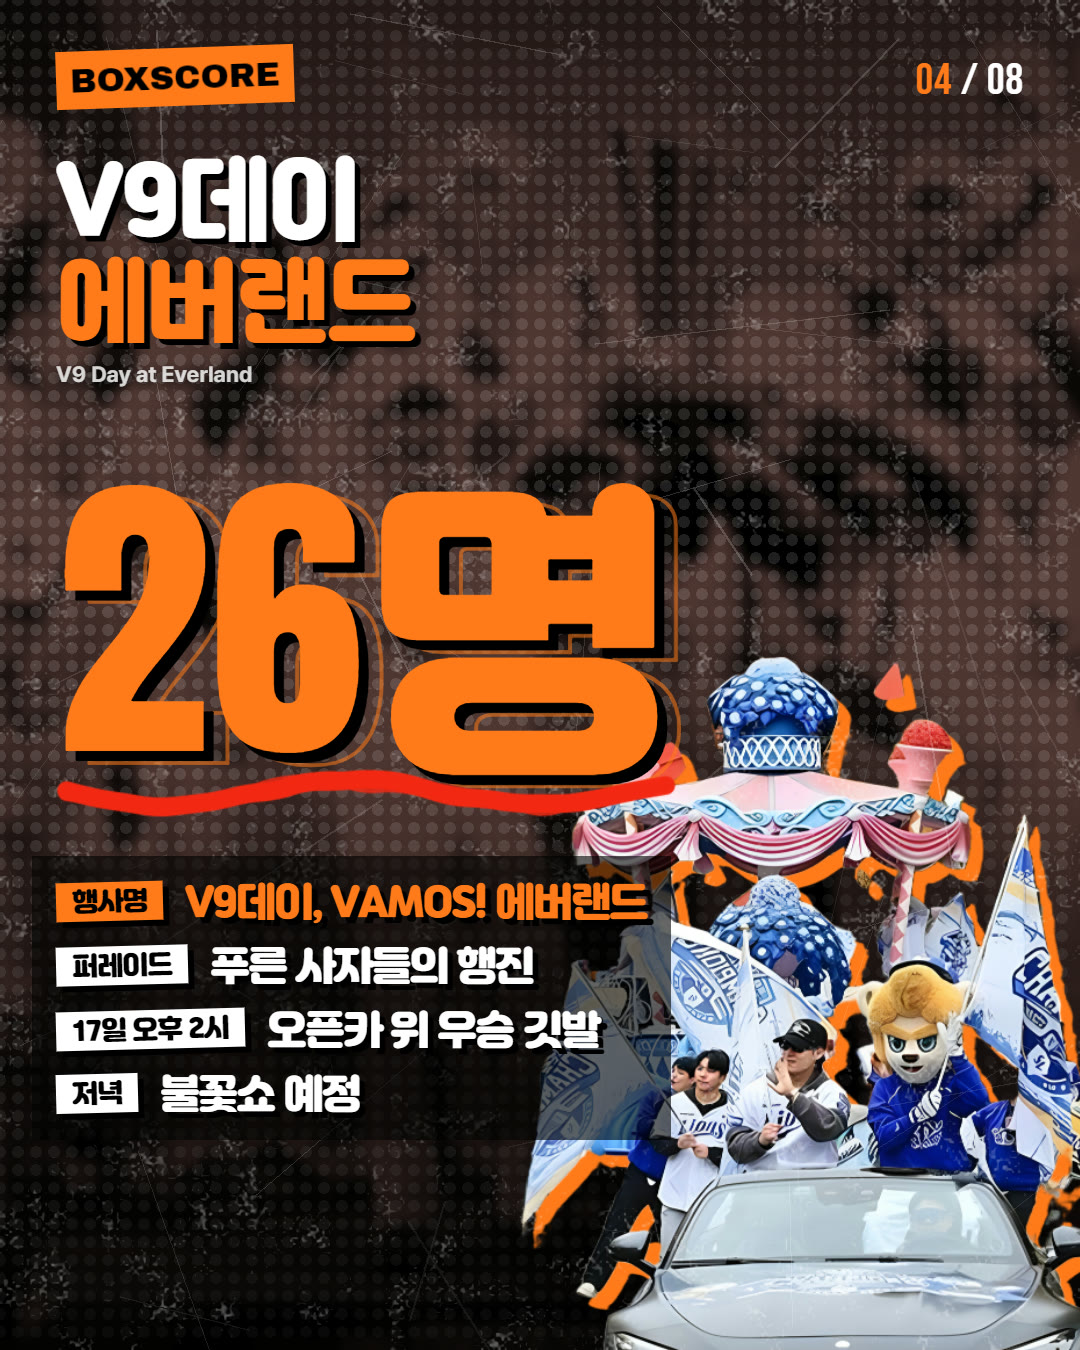 BOXSCORE
04 / 08
V9데이
에버랜드
V9 Day at Everland
26명
행사명 V9데이, VAMOS! 에버랜드
퍼레이드 푸른 사자들의 행진
17일 오후 2시 오픈카 위 우승 깃발
저녁 불꽃쇼 예정